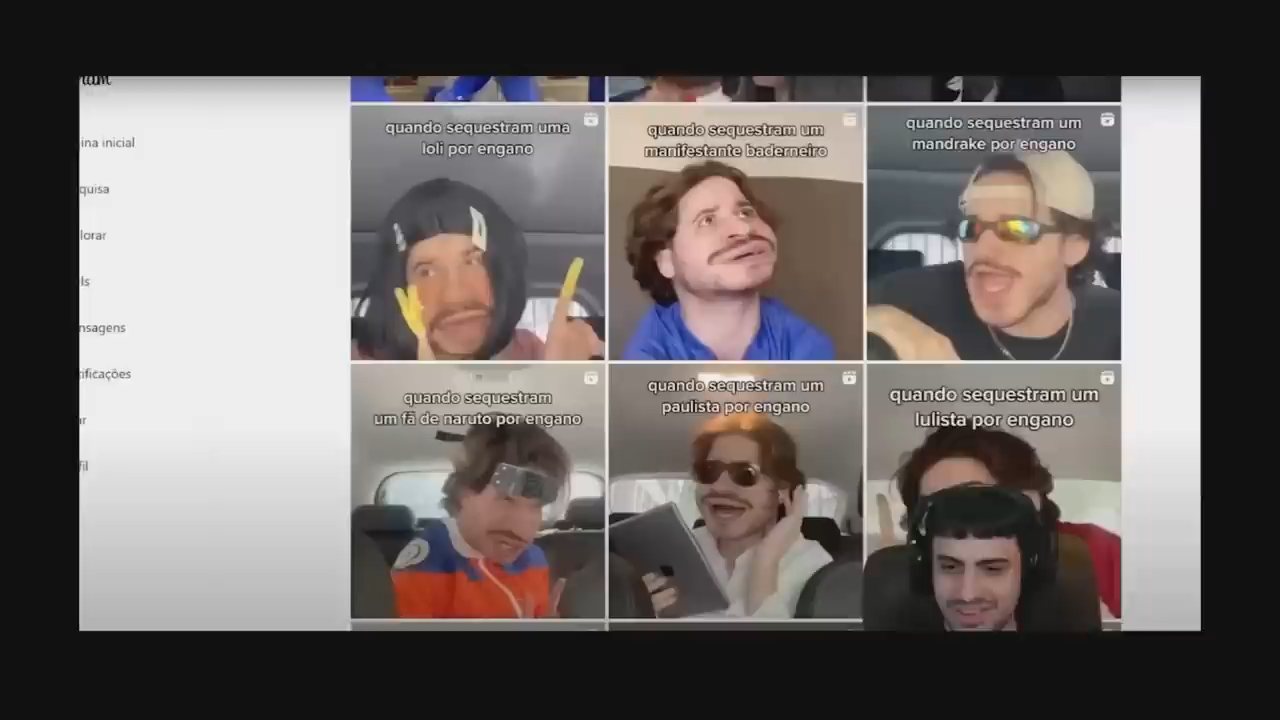 ina inicial
quisa
lorar
ls
nsagens
tificações
ar
fil
quando sequestram uma
loli por engano
quando sequestram um
manifestante baderneiro
quando sequestram um
mandrake por engano
quando sequestram
um fã de naruto por engano
quando sequestram um
paulista por engano
quando sequestram um
lulista por engano